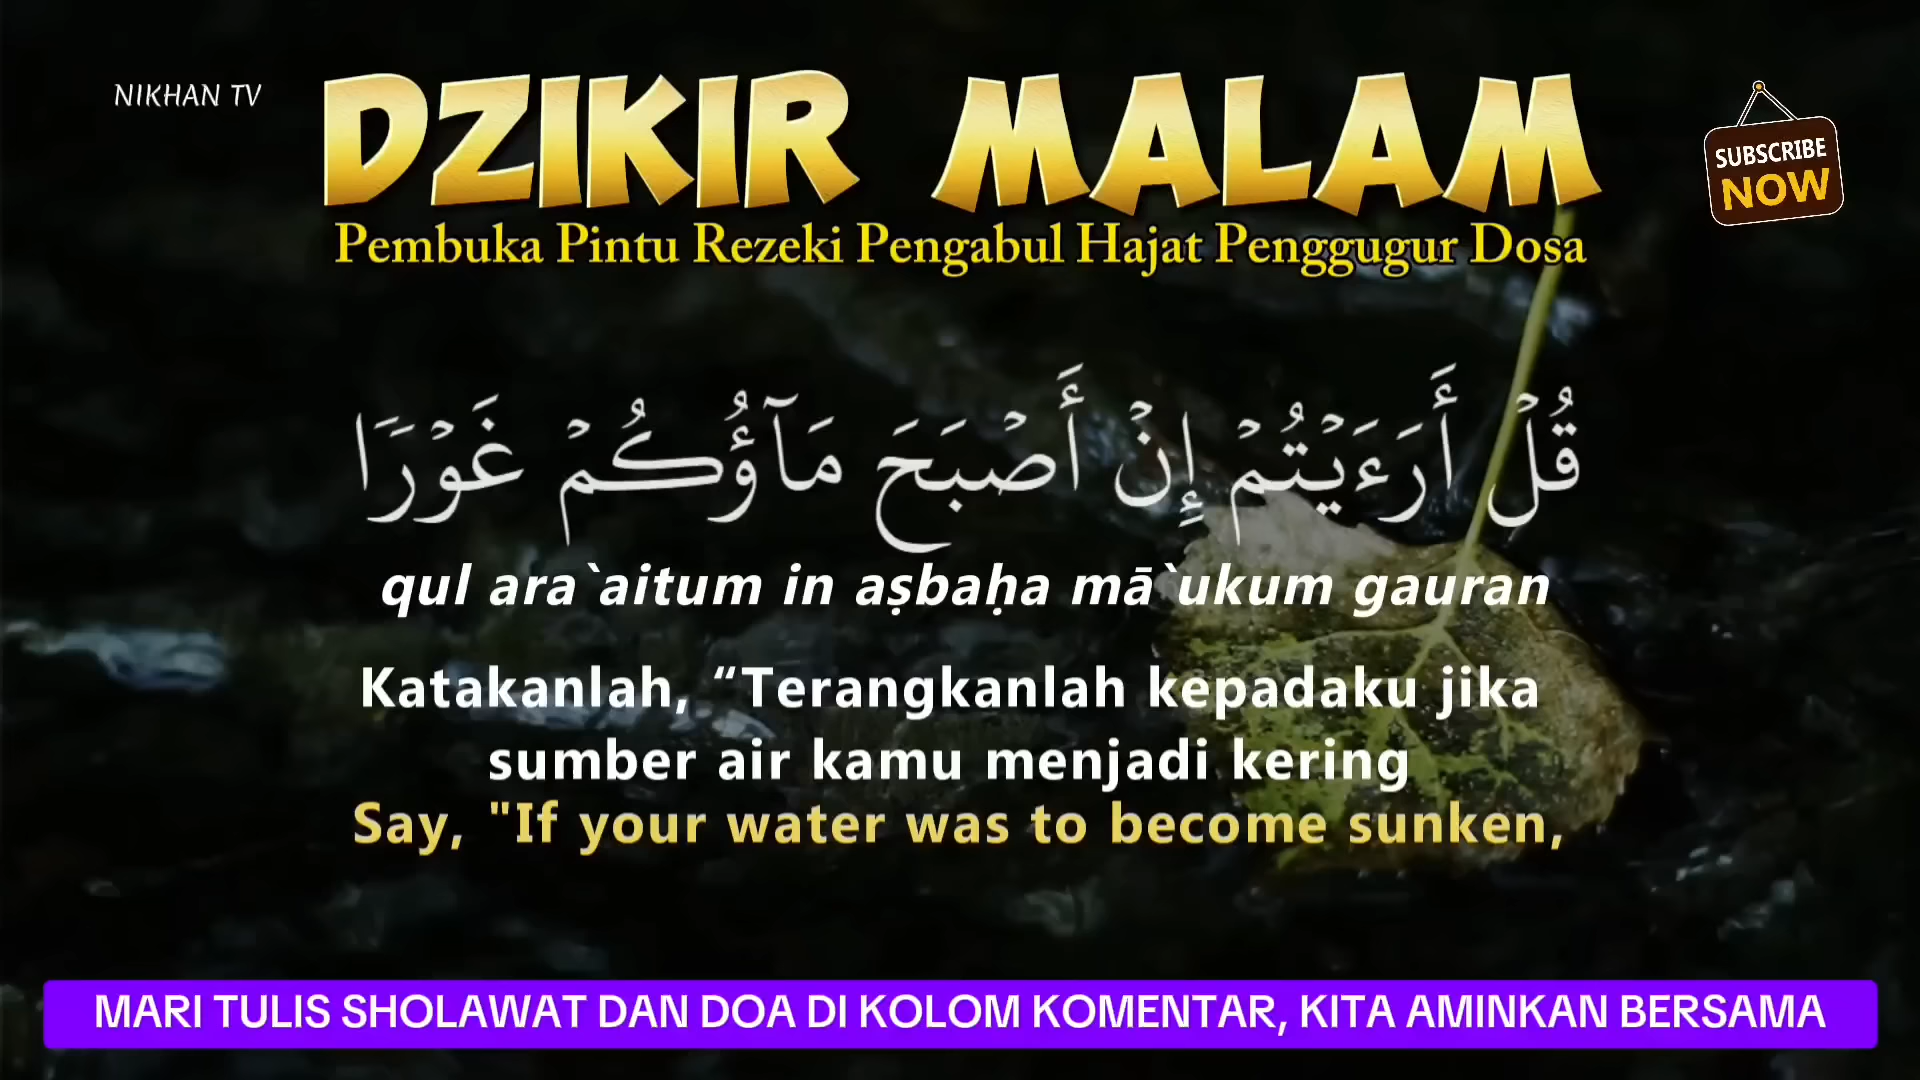 NIKHAN TV
DZIKIR MALAM
SUBSCRIBE
NOW
Pembuka Pintu Rezeki Pengabul Hajat Penggugur Dosa
قُلْ أَرَءَيْتُمْ إِنْ أَصْبَحَ مَآؤُكُمْ غَوْرًا
qul ara`aitum in aṣbaḥa mā`ukum gauran
Katakanlah, “Terangkanlah kepadaku jika
sumber air kamu menjadi kering
Say, "If your water was to become sunken,
MARI TULIS SHOLAWAT DAN DOA DI KOLOM KOMENTAR, KITA AMINKAN BERSAMA